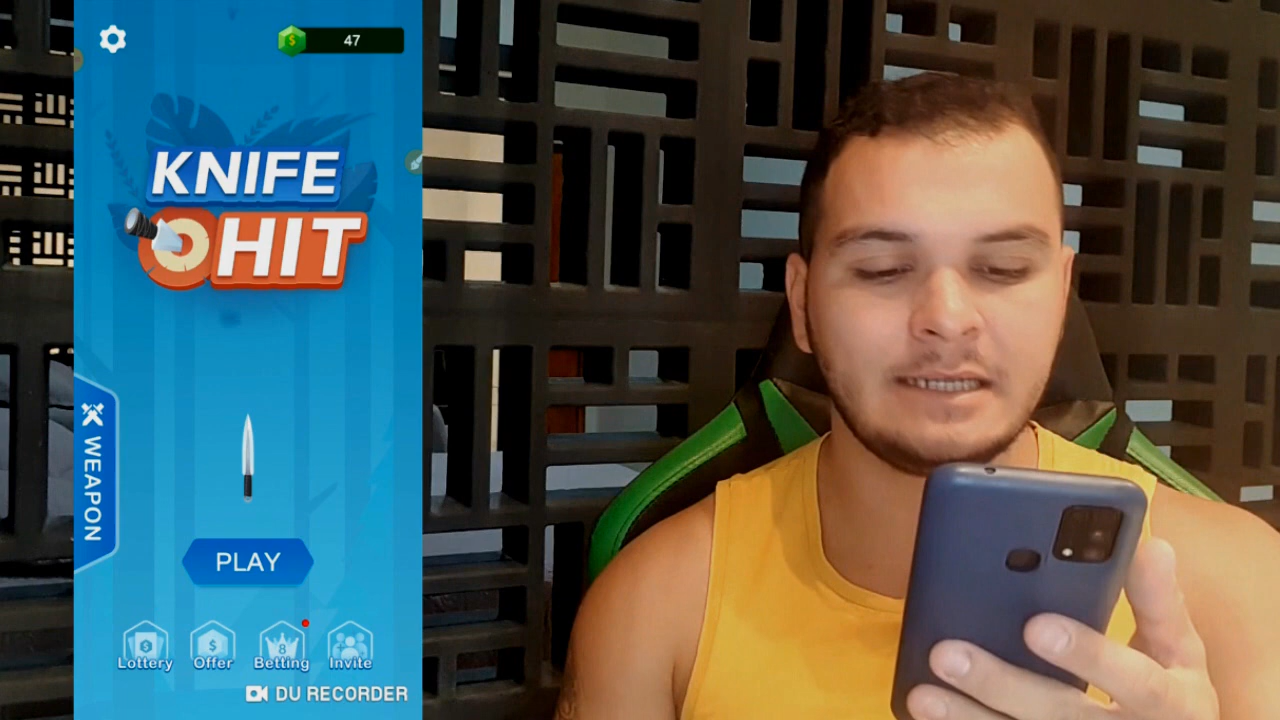 47
KNIFE
HIT
WEAPON
PLAY
8
Lottery Offer Betting Invite
DU RECORDER